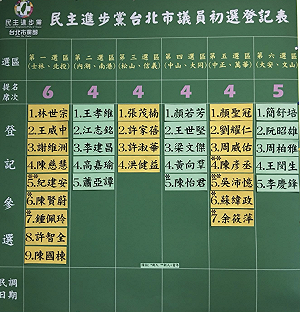 民主進步黨
台北市黨部
民主進步黨台北市議員初選登記表
選區 第一選區 第二選區 第三選區 第四選區 第五選區 第六選區
(士林、北投) (內湖、南港) (松山、信義) (中山、大同) (中正、萬華) (大安、文山)
提名席次 6 4 4 4 4 5
登記參選
1.林世宗 1.王孝維 1.張茂楠 1.顏若芳 1.顏聖冠 1.簡舒培
2.王威中 2.江志銘 2.許家蓓 2.王世堅 2.劉耀仁 2.阮昭雄
3.謝維洲 3.李建昌 3.許淑華 3.梁文傑 3.周威佑 3.周柏雅
4.陳慈慧 4.高嘉瑜 4.洪健益 4.黃向羣 4.陳彥丞 4.王閔生
5.紀建安 5.蕭亞譚 5.陳怡君 5.吳沛憶 5.李慶鋒
6.陳賢蔚 6.蘇緯政
7.鍾佩玲 7.余筱萍
8.許智全
9.陳國棟
民調日期